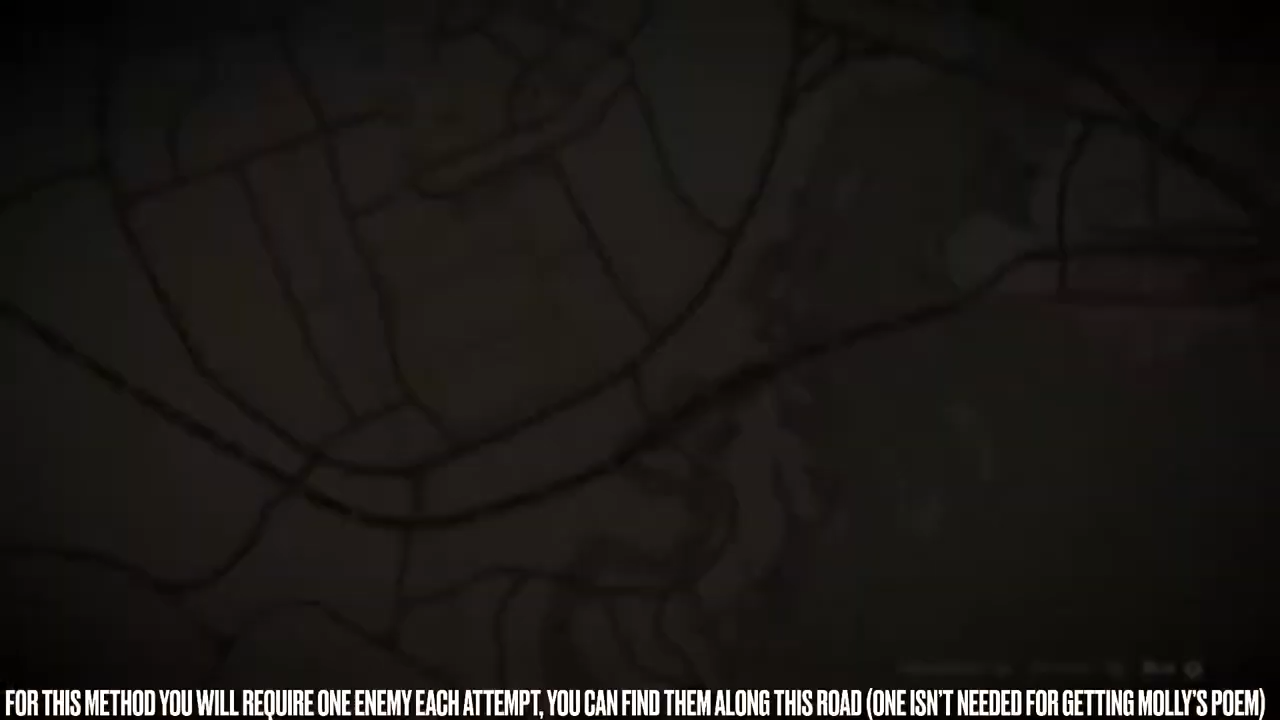 FOR THIS METHOD YOU WILL REQUIRE ONE ENEMY EACH ATTEMPT, YOU CAN FIND THEM ALONG THIS ROAD (ONE ISN'T NEEDED FOR GETTING MOLLY'S POEM)